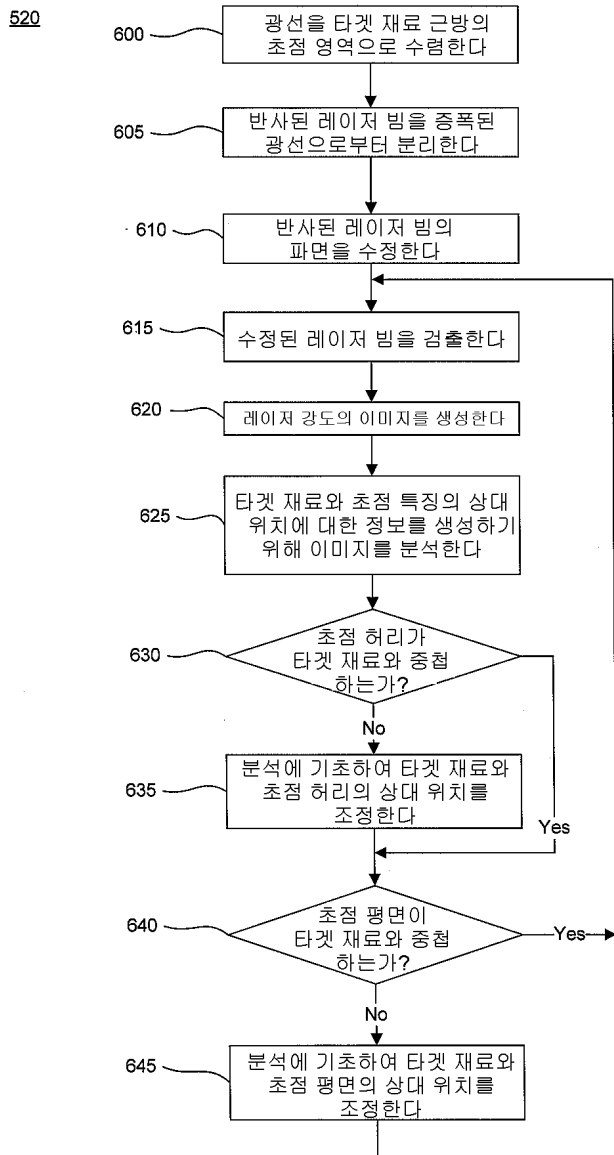 520
600
광선을 타겟 재료 근방의
초점 영역으로 수렴한다
605
반사된 레이저 빔을 증폭된
광선으로부터 분리한다
610
반사된 레이저 빔의
파면을 수정한다
615
수정된 레이저 빔을 검출한다
620
레이저 강도의 이미지를 생성한다
625
타겟 재료와 초점 특징의 상대
위치에 대한 정보를 생성하기
위해 이미지를 분석한다
630
초점 허리가
타겟 재료와 중첩
하는가?
No
635
분석에 기초하여 타겟 재료와
초점 허리의 상대 위치를
조정한다
Yes
640
초점 평면이
타겟 재료와 중첩
하는가?
Yes
No
645
분석에 기초하여 타겟 재료와
초점 평면의 상대 위치를
조정한다